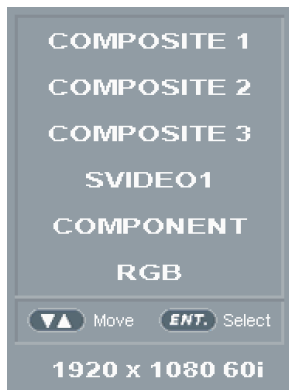 COMPOSITE 1
COMPOSITE 2
COMPOSITE 3
SVIDEO1
COMPONENT
RGB
▼▲ Move ENT. Select
1920 x 1080 60i